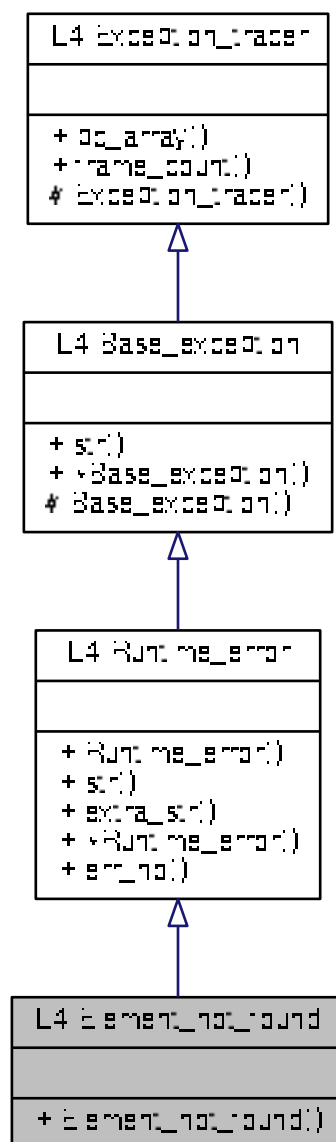 L4::Exception_tracer
+ pc_array()
+ frame_count()
# Exception_tracer()
L4::Base_exception
+ str()
+ ~Base_exception()
# Base_exception()
L4::Runtime_error
+ Runtime_error()
+ str()
+ extra_str()
+ ~Runtime_error()
+ err_no()
L4::Element_not_found
+ Element_not_found()